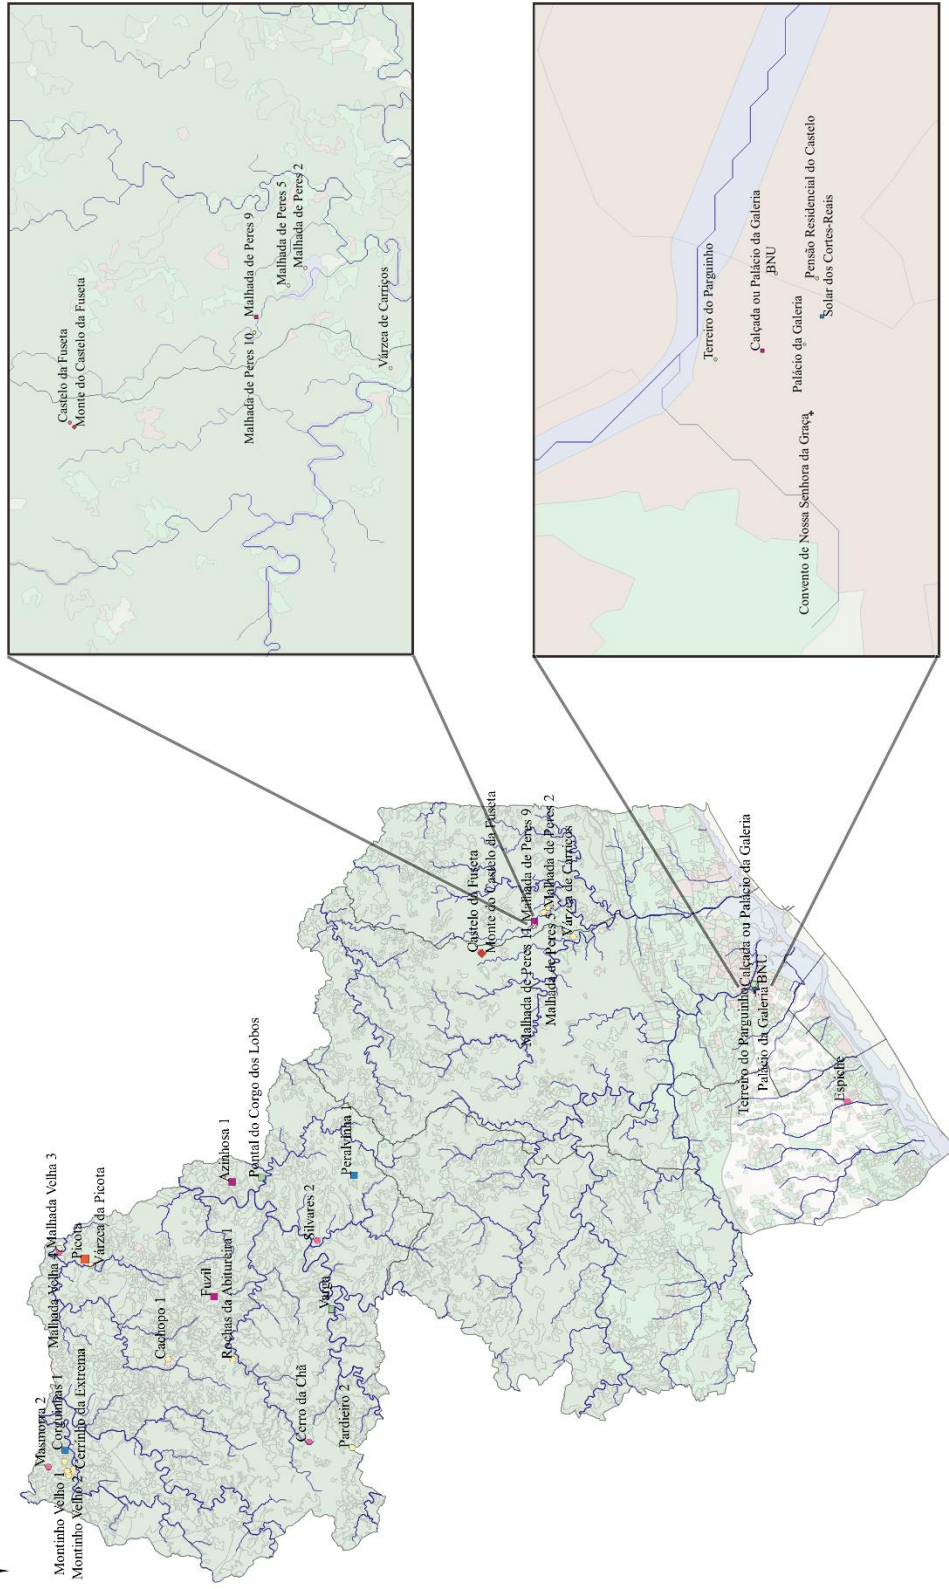 Castelo da Fuseta
Monte do Castelo da Fuseta
Malhada de Peres 10
Malhada de Peres 9
Malhada de Peres 5
Malhada de Peres 2
Várzea de Carriços
Terreiro do Parguinho
Calçada ou Palácio da Galeria
BNU
Palácio da Galeria
Pensão Residencial do Castelo
Solar dos Cortes-Reais
Convento de Nossa Senhora da Graça
Masmorra 2
Montinho Velho 1
Corguinhas 1
Montinho Velho 2
Cerrinho da Extrema
Malhada Velha 4
Malhada Velha 3
Picota
Várzea da Picota
Cachopo 1
Fuzil
Rochas da Abitureira 1
Azinhosa 1
Pontal do Corgo dos Lobos
Silvares 2
Peralvinha 1
Varga
Cerro da Chã
Pardieiro 2
Castelo da Fuseta
Monte do Castelo da Fuseta
Malhada de Peres 9
Malhada de Peres 5
Malhada de Peres 2
Várzea de Carriços
Terreiro do Parguinho
Calçada ou Palácio da Galeria
Palácio da Galeria
BNU
Espiche